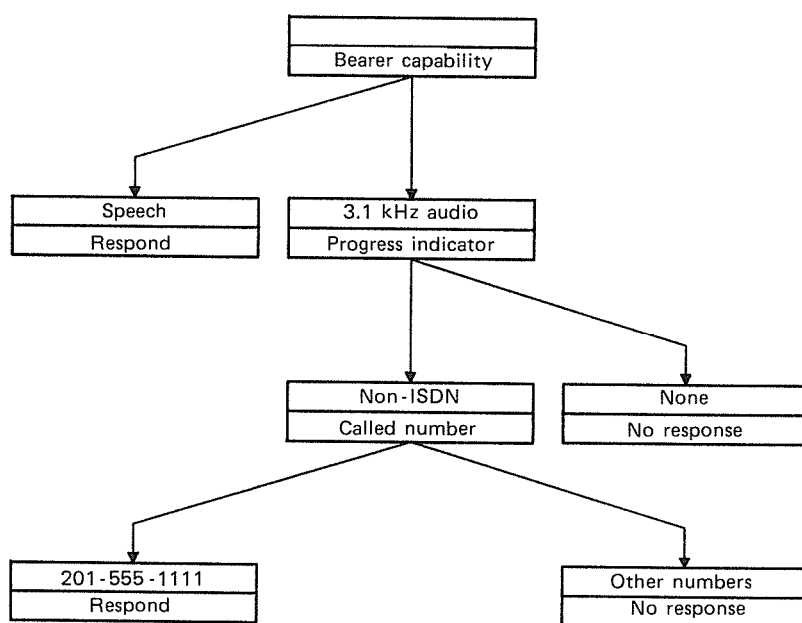 Bearer capability
Speech
Respond
3.1 kHz audio
Progress indicator
Non-ISDN
Called number
None
No response
201-555-1111
Respond
Other numbers
No response